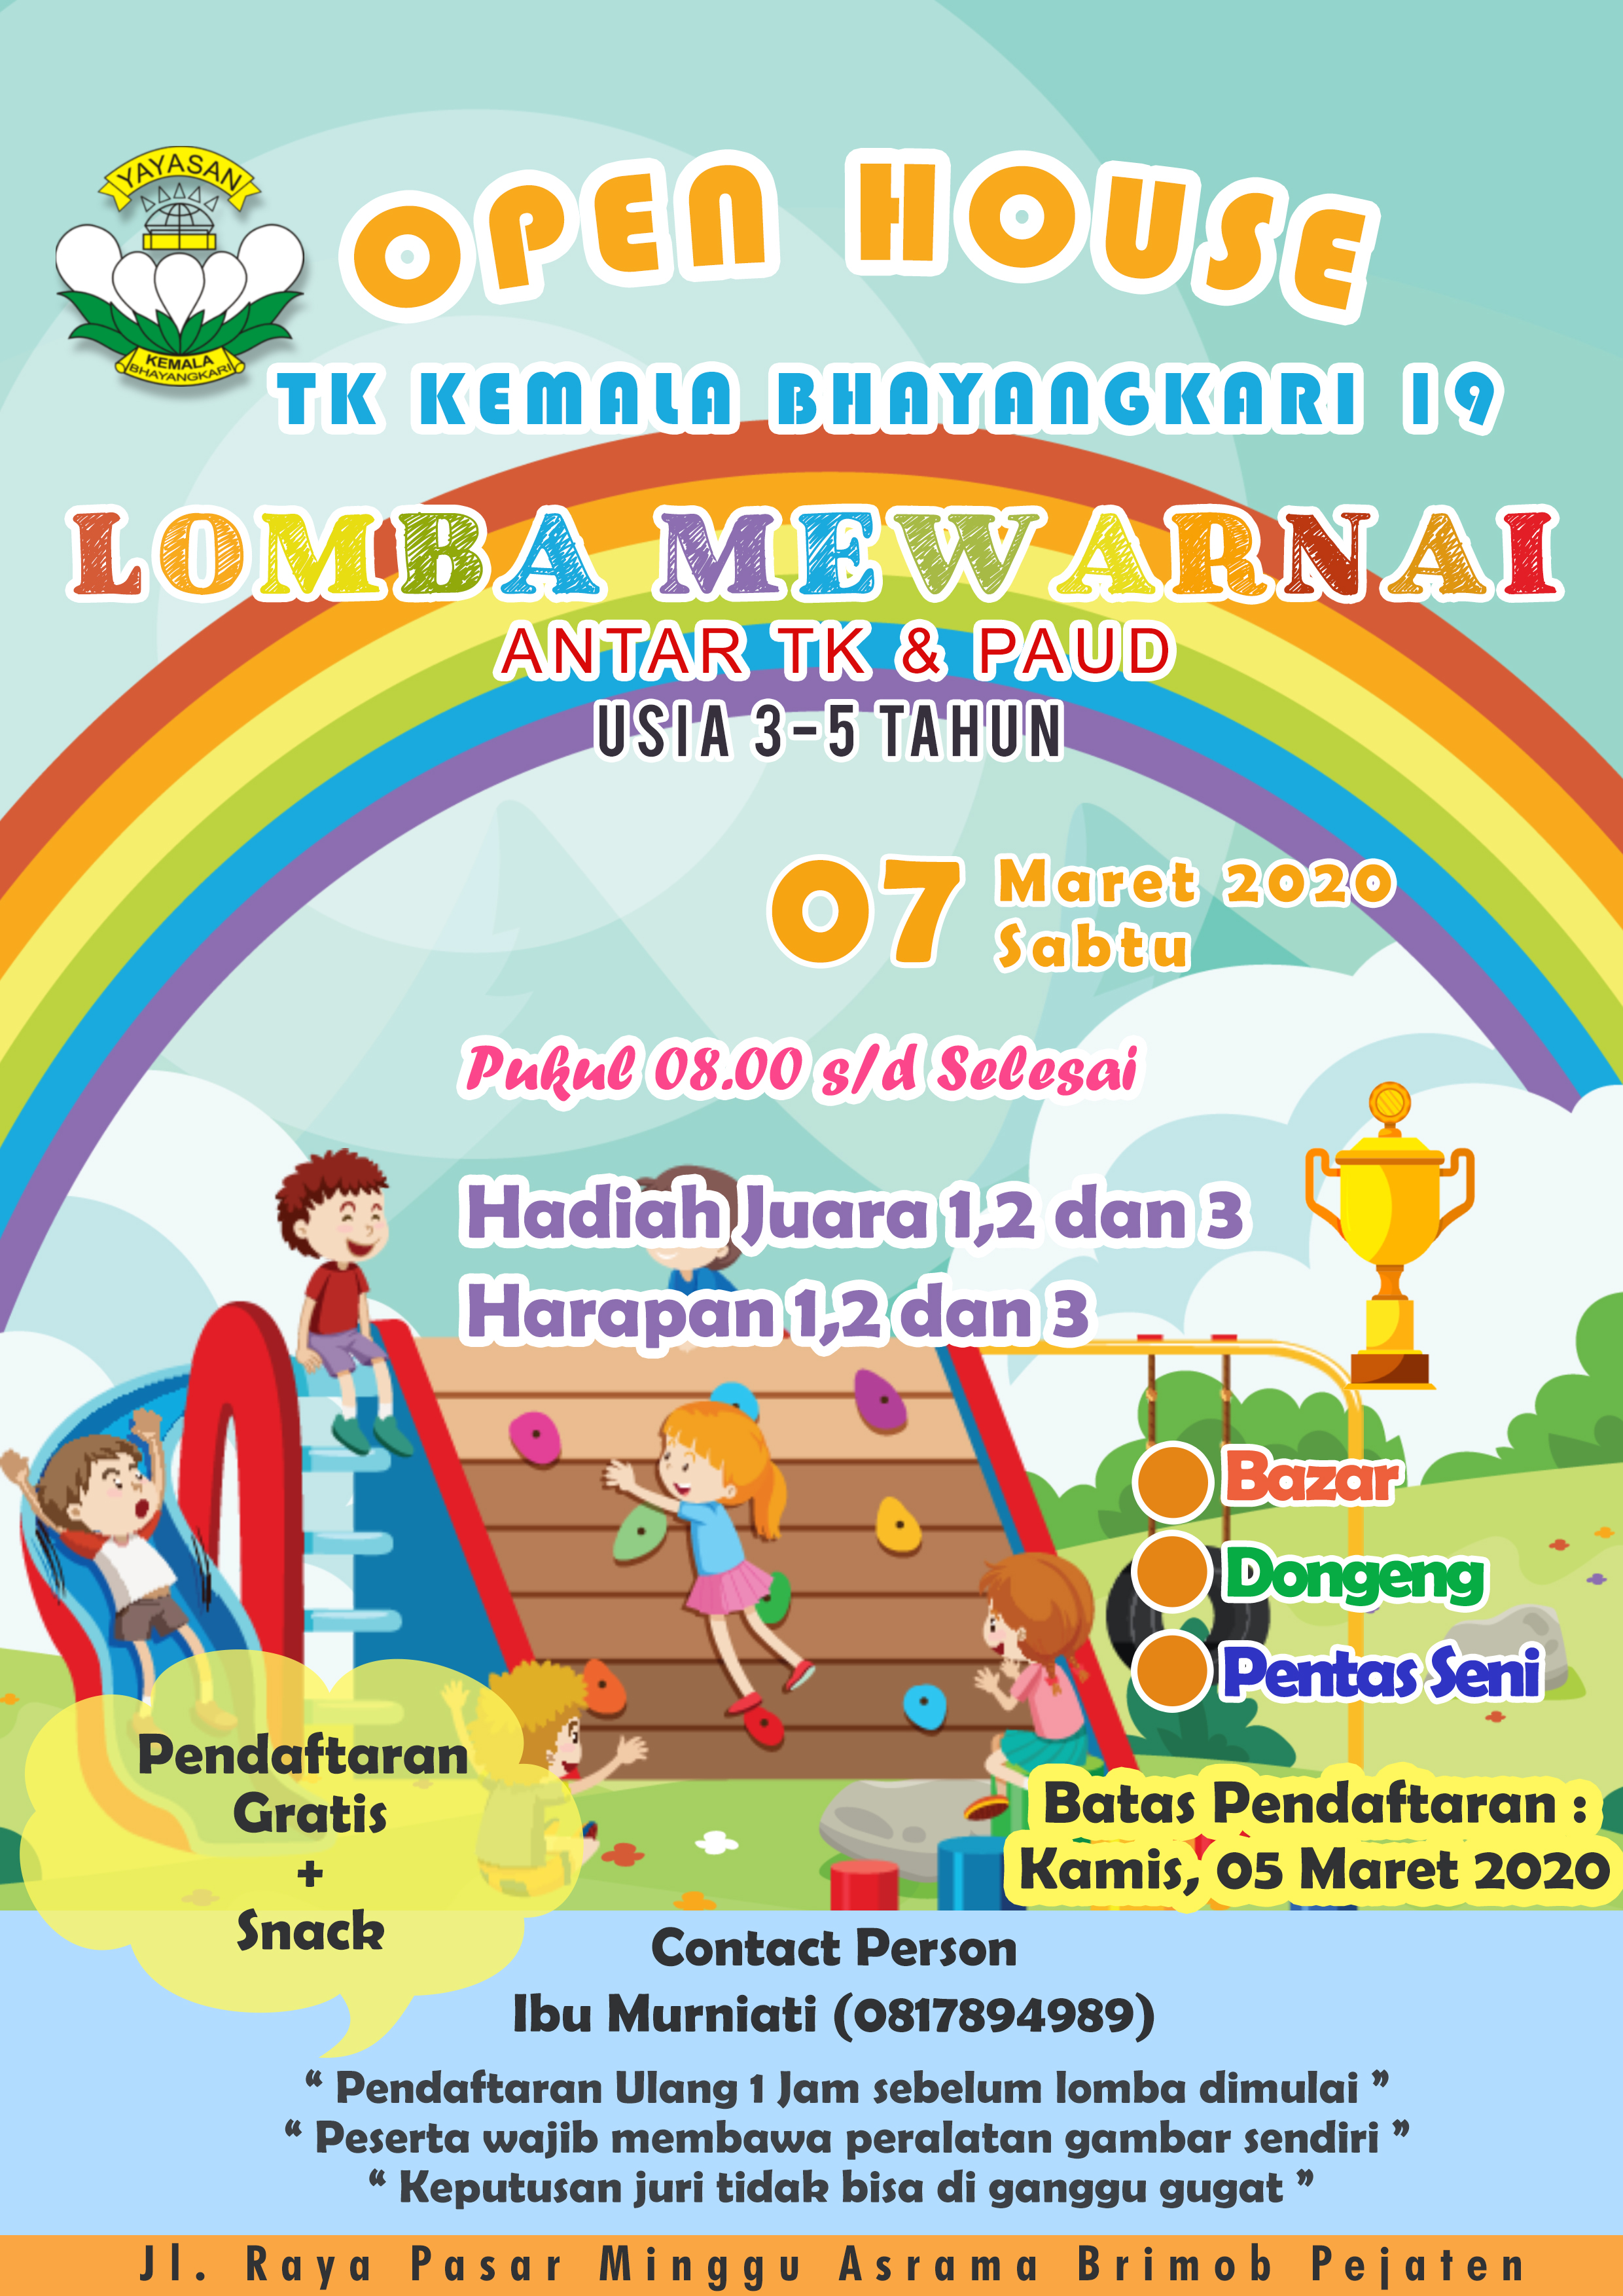 YAYASAN
KEMALA
BHAYANGKARI
OPEN HOUSE
TK KEMALA BHAYANGKARI 19
LOMBA MEWARNAI
ANTAR TK & PAUD
USIA 3-5 TAHUN
07 Maret 2020
Sabtu
Pukul 08.00 s/d Selesai
Hadiah Juara 1,2 dan 3
Harapan 1,2 dan 3
Bazar
Dongeng
Pentas Seni
Pendaftaran
Gratis
+
Snack
Batas Pendaftaran :
Kamis, 05 Maret 2020
Contact Person
Ibu Murniati (0817894989)
“ Pendaftaran Ulang 1 Jam sebelum lomba dimulai ”
“ Peserta wajib membawa peralatan gambar sendiri ”
“ Keputusan juri tidak bisa di ganggu gugat ”
Jl. Raya Pasar Minggu Asrama Brimob Pejaten